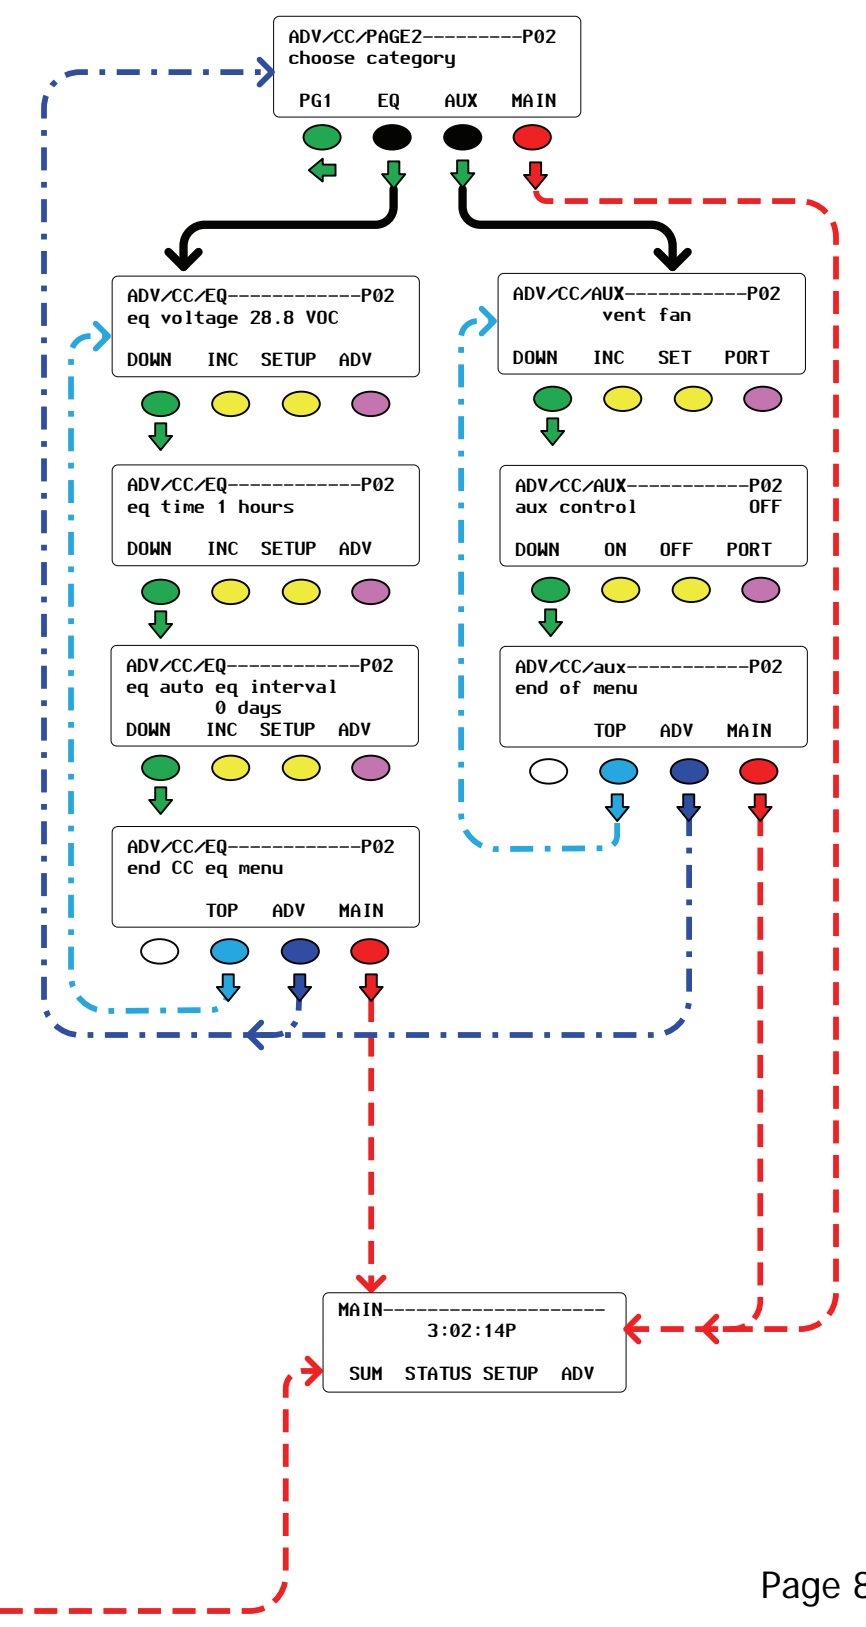 ADV/CC/PAGE2---------P02
choose category
PG1 EQ AUX MAIN
ADV/CC/EQ-----------P02
eq voltage 28.8 VOC
DOWN INC SETUP ADV
ADV/CC/EQ-----------P02
eq time 1 hours
DOWN INC SETUP ADV
ADV/CC/EQ-----------P02
eq auto eq interval
0 days
DOWN INC SETUP ADV
ADV/CC/EQ-----------P02
end CC eq menu
TOP ADV MAIN
ADV/CC/AUX-----------P02
vent fan
DOWN INC SET PORT
ADV/CC/AUX-----------P02
aux control OFF
DOWN ON OFF PORT
ADV/CC/aux-----------P02
end of menu
TOP ADV MAIN
MAIN--------------------
3:02:14P
SUM STATUS SETUP ADV
Page 8